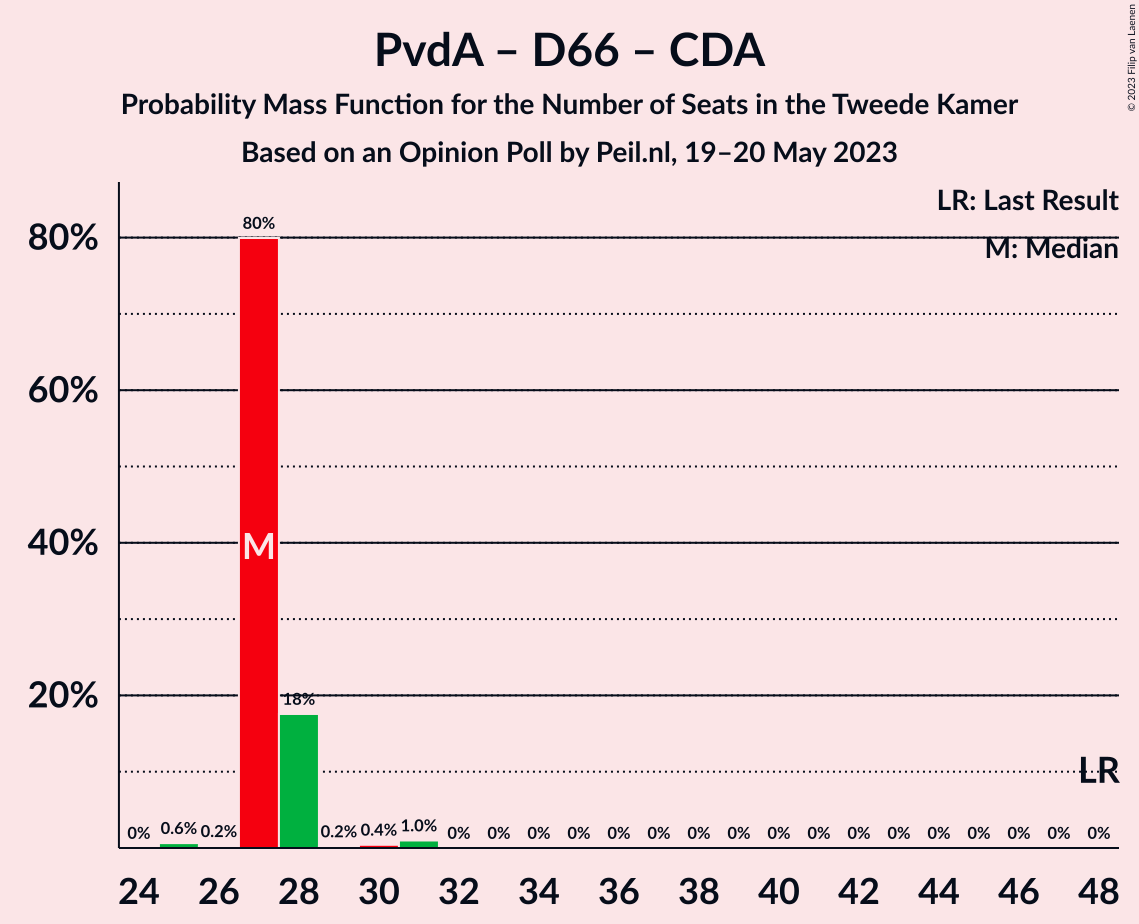 PvdA – D66 – CDA
Probability Mass Function for the Number of Seats in the Tweede Kamer
Based on an Opinion Poll by Peil.nl, 19–20 May 2023
© 2023 Filip van Laenen
LR: Last Result
M: Median
80%
60%
40%
20%
80%
M
18%
LR
0% 0.6% 0.2% 0.2% 0.4% 1.0% 0% 0% 0% 0% 0% 0% 0% 0% 0% 0% 0% 0% 0% 0% 0% 0% 0%
24 26 28 30 32 34 36 38 40 42 44 46 48